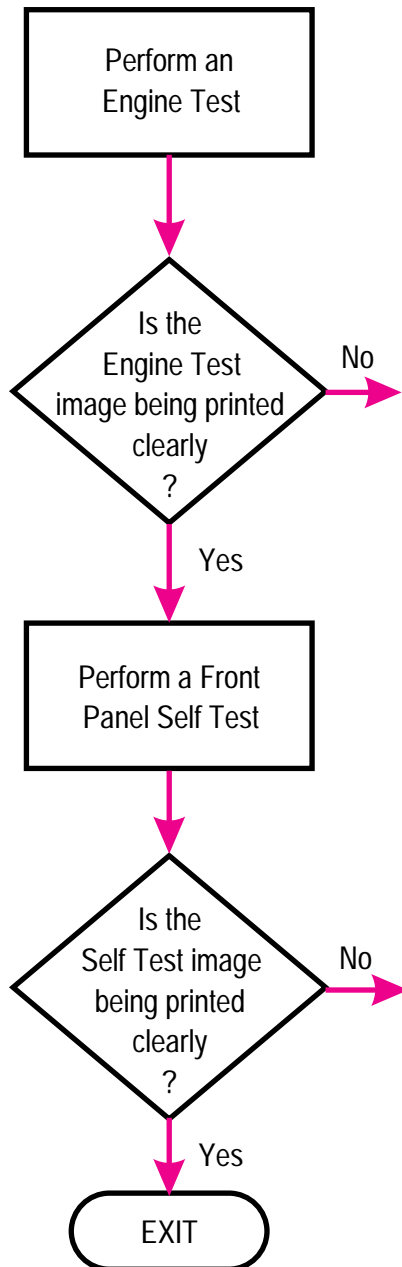 Perform an
Engine Test
Is the
Engine Test
image being printed
clearly
?
No
Yes
Perform a Front
Panel Self Test
Is the
Self Test image
being printed
clearly
?
No
Yes
EXIT